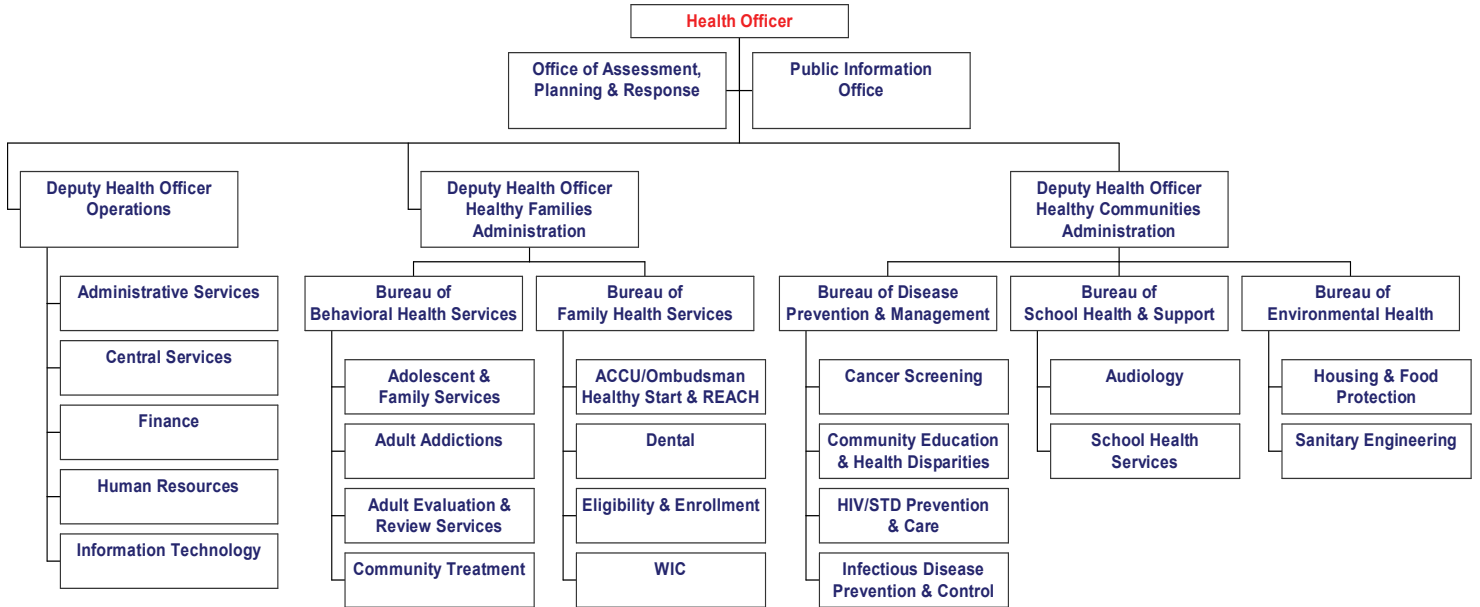 Health Officer
Office of Assessment,
Planning & Response
Public Information
Office
Deputy Health Officer
Operations
Administrative Services
Central Services
Finance
Human Resources
Information Technology
Deputy Health Officer
Healthy Families
Administration
Bureau of
Behavioral Health Services
Adolescent &
Family Services
Adult Addictions
Adult Evaluation &
Review Services
Community Treatment
Bureau of
Family Health Services
ACCU/Ombudsman
Healthy Start & REACH
Dental
Eligibility & Enrollment
WIC
Deputy Health Officer
Healthy Communities
Administration
Bureau of Disease
Prevention & Management
Cancer Screening
Community Education
& Health Disparities
HIV/STD Prevention
& Care
Infectious Disease
Prevention & Control
Bureau of
School Health & Support
Audiology
School Health
Services
Bureau of
Environmental Health
Housing & Food
Protection
Sanitary Engineering